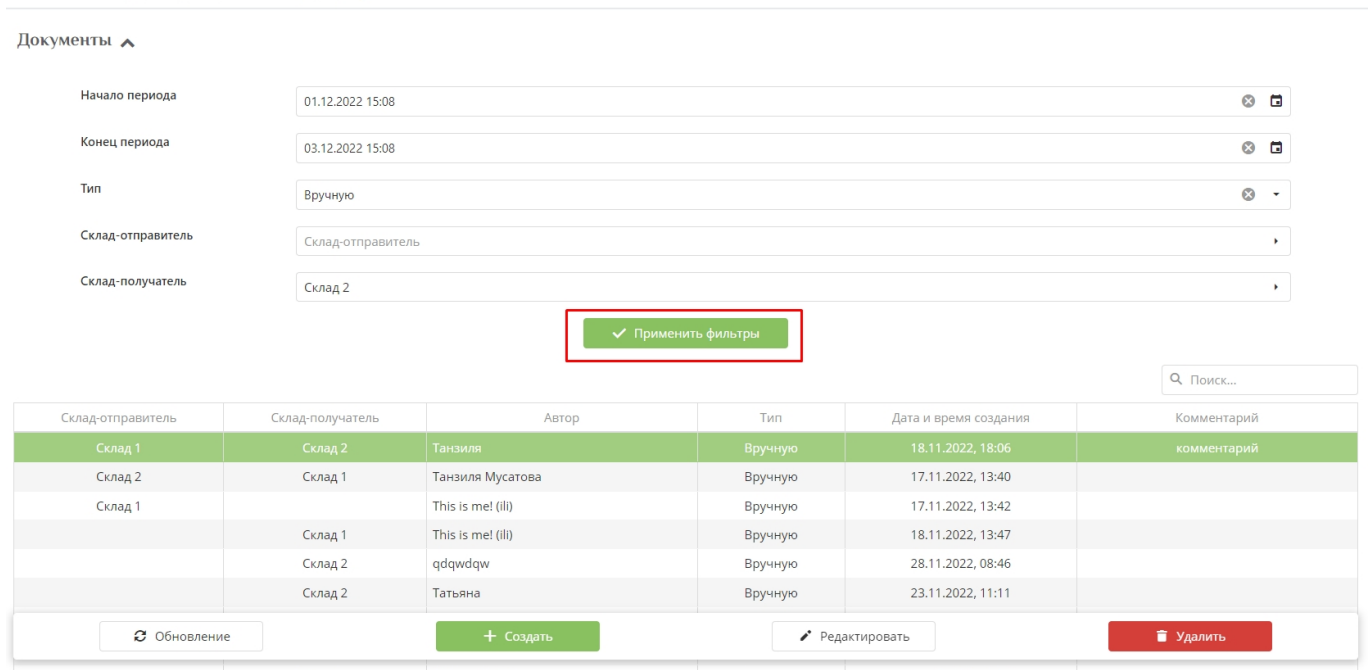 Документы
Начало периода 01.12.2022 15:08
Конец периода 03.12.2022 15:08
Тип Вручную
Склад-отправитель Склад-отправитель
Склад-получатель Склад 2
Применить фильтры
Поиск...
Склад-отправитель Склад-получатель Автор Тип Дата и время создания Комментарий
Склад 1 Склад 2 Танзиля Вручную 18.11.2022, 18:06 комментарий
Склад 2 Склад 1 Танзиля Мусатова Вручную 17.11.2022, 13:40
Склад 1 This is me! (ili) Вручную 17.11.2022, 13:42
Склад 1 This is me! (ili) Вручную 18.11.2022, 13:47
Склад 2 qdqwdqw Вручную 28.11.2022, 08:46
Склад 2 Татьяна Вручную 23.11.2022, 11:11
Обновление Создать Редактировать Удалить